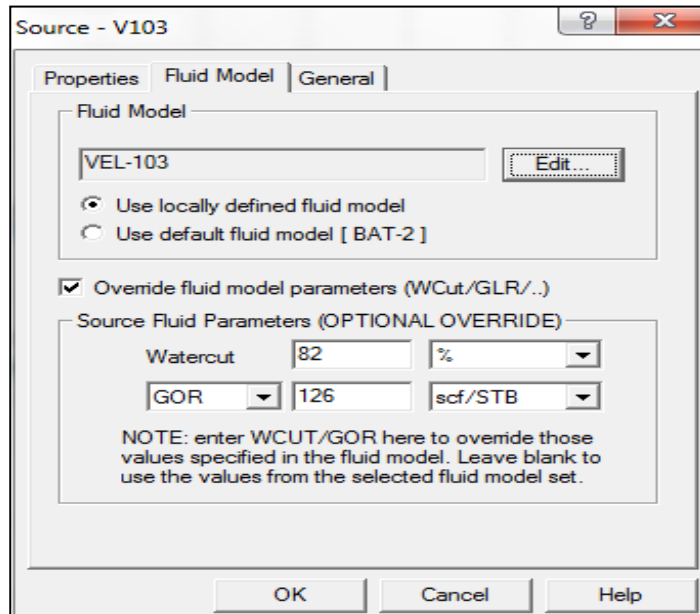 Source - V103
Properties Fluid Model General
Fluid Model
VEL-103 Edit...
Use locally defined fluid model
Use default fluid model [ BAT-2 ]
Override fluid model parameters (WCut/GLR/..)
Source Fluid Parameters (OPTIONAL OVERRIDE)
Watercut 82 %
GOR 126 scf/STB
NOTE: enter WCUT/GOR here to override those
values specified in the fluid model. Leave blank to
use the values from the selected fluid model set.
OK Cancel Help